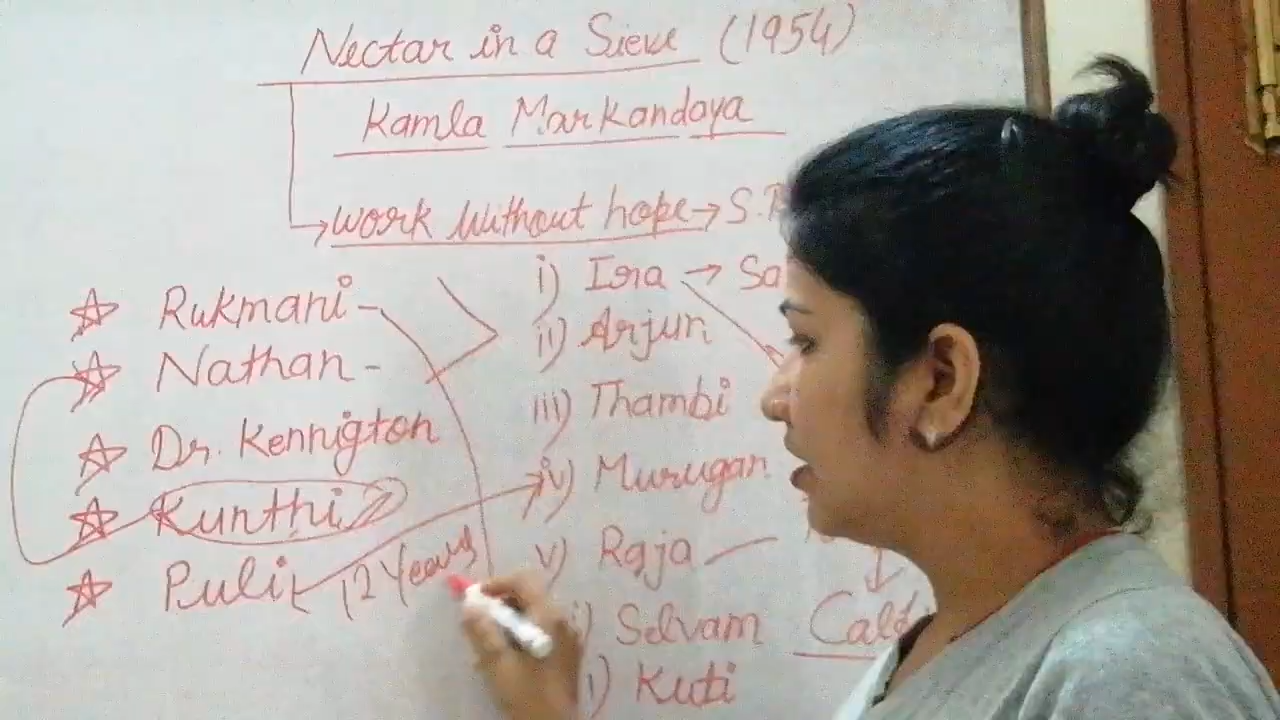 Nectar in a Sieve (1954)
Kamla Markandaya
Work Without hope → S.
Rukmani -
Nathan -
Dr. Kennigton
Kunthi
Puli
12 Years
i) Ira →
ii) Arjun
iii) Thambi
iv) Murugan
v) Raja
i) Selvam
i) Kuti